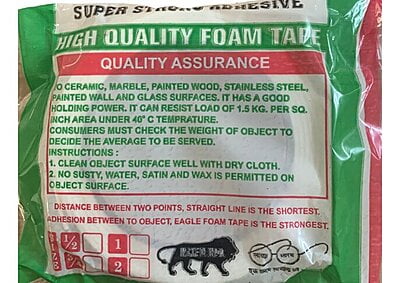 SUPER STRONG ADHESIVE
HIGH QUALITY FOAM TAPE
QUALITY ASSURANCE
TO CERAMIC, MARBLE, PAINTED WOOD, STAINLESS STEEL,
PAINTED WALL AND GLASS SURFACES. IT HAS A GOOD
HOLDING POWER. IT CAN RESIST LOAD OF 1.5 KG. PER SQ.
INCH AREA UNDER 40° C TEMPRATURE.
CONSUMERS MUST CHECK THE WEIGHT OF OBJECT TO
DECIDE THE AVERAGE TO BE SERVED.
INSTRUCTIONS :
1. CLEAN OBJECT SURFACE WELL WITH DRY CLOTH.
2. NO SUSTY, WATER, SATIN AND WAX IS PERMITTED ON
OBJECT SURFACE.
DISTANCE BETWEEN TWO POINTS, STRAIGHT LINE IS THE SHORTEST.
ADHESION BETWEEN TO OBJECT, EAGLE FOAM TAPE IS THE STRONGEST.
1/2 1
2